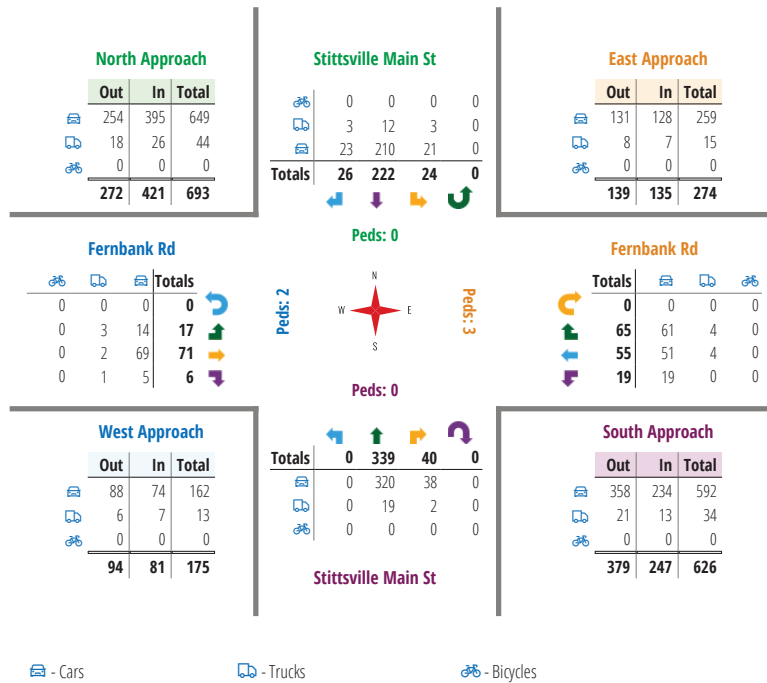 North Approach
Out In Total
254 395 649
18 26 44
0 0 0
272 421 693
Stittsville Main St
0 0 0 0
3 12 3 0
23 210 21 0
Totals 26 222 24 0
East Approach
Out In Total
131 128 259
8 7 15
0 0 0
139 135 274
Peds: 0
Fernbank Rd
Totals
0 0 0 0
0 3 14 17
0 2 69 71
0 1 5 6
Peds: 2
N
W E
S
Peds: 3
Fernbank Rd
Totals
0 0 0 0
65 61 4 0
55 51 4 0
19 19 0 0
Peds: 0
West Approach
Out In Total
88 74 162
6 7 13
0 0 0
94 81 175
Totals 0 339 40 0
0 320 38 0
0 19 2 0
0 0 0 0
Stittsville Main St
South Approach
Out In Total
358 234 592
21 13 34
0 0 0
379 247 626
- Cars
- Trucks
- Bicycles